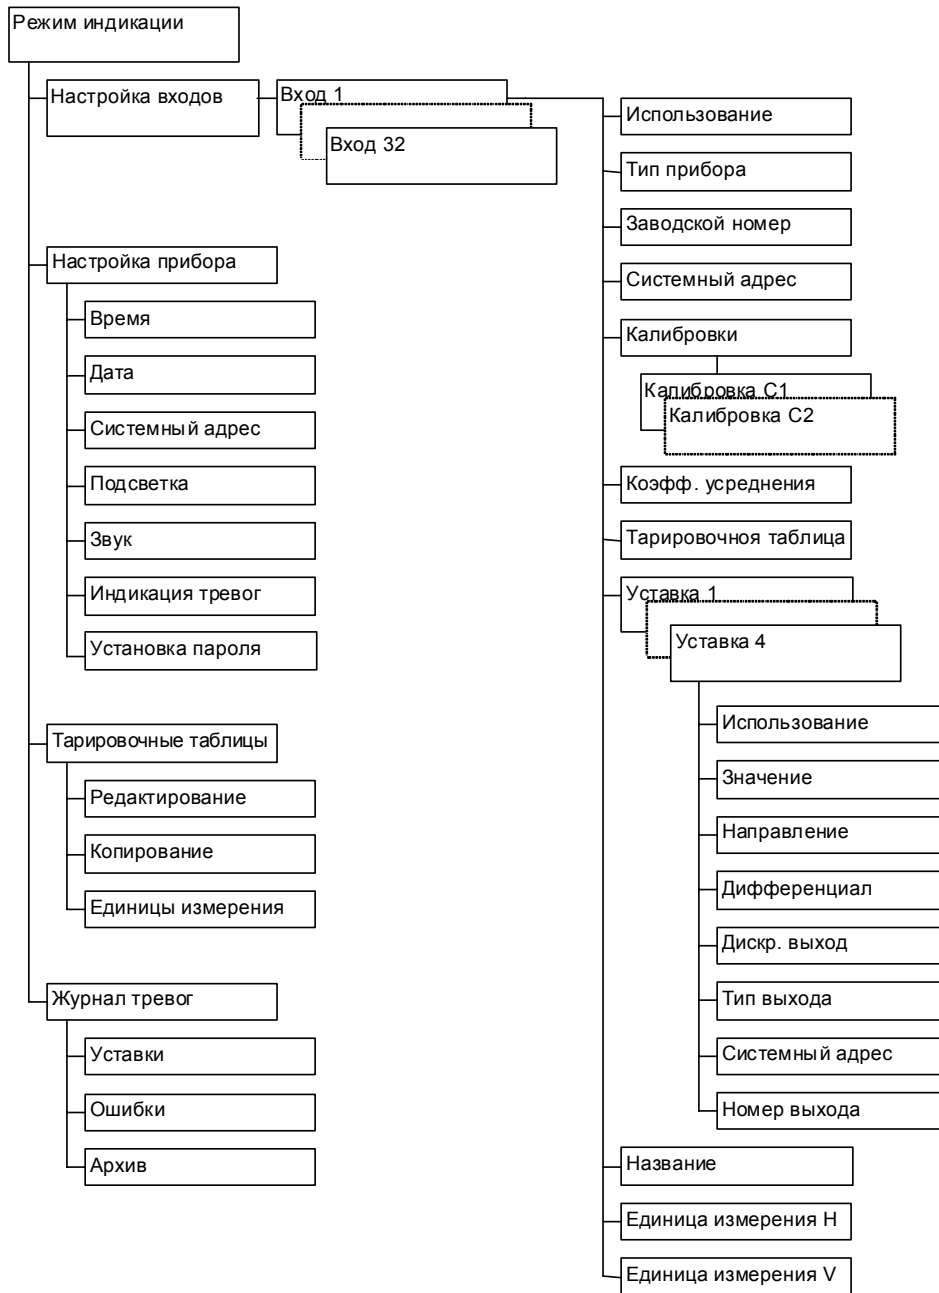 Режим индикации
Настройка входов
Вход 1
Вход 32
Использование
Тип прибора
Заводской номер
Системный адрес
Калибровки
Калибровка C1
Калибровка C2
Коэфф. усреднения
Тарировочноя таблица
Уставка 1
Уставка 4
Использование
Значение
Направление
Дифференциал
Дискр. выход
Тип выхода
Системный адрес
Номер выхода
Название
Единица измерения H
Единица измерения V
Настройка прибора
Время
Дата
Системный адрес
Подсветка
Звук
Индикация тревог
Установка пароля
Тарировочные таблицы
Редактирование
Копирование
Единицы измерения
Журнал тревог
Уставки
Ошибки
Архив